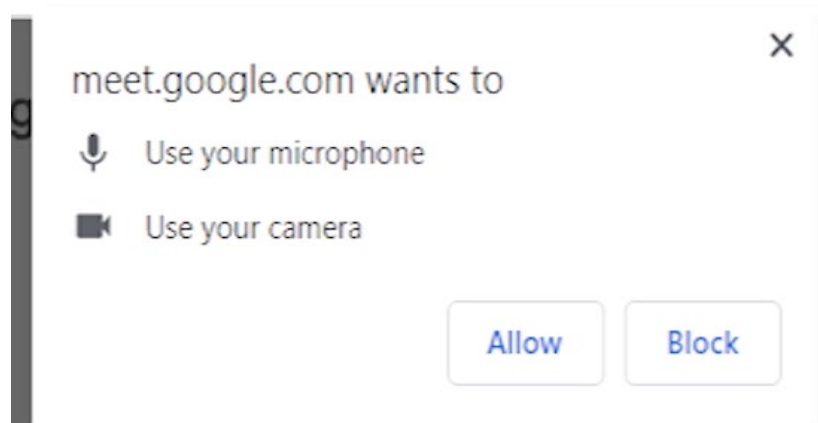 meet.google.com wants to
g
Use your microphone
Use your camera
Allow Block